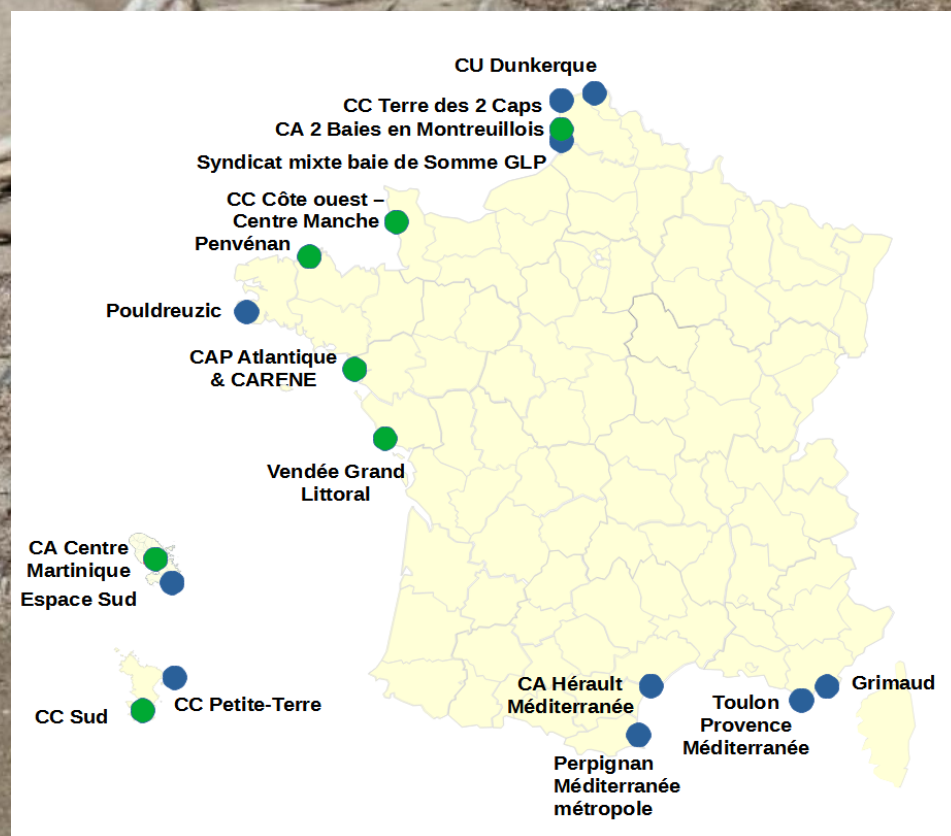 CU Dunkerque
CC Terre des 2 Caps
CA 2 Baies en Montreuillois
Syndicat mixte baie de Somme GLP
CC Côte ouest –
Centre Manche
Penvénan
Pouldreuzic
CAP Atlantique
& CARENE
Vendée Grand
Littoral
CA Centre
Martinique
Espace Sud
CC Petite-Terre
CC Sud
CA Hérault
Méditerranée
Perpignan
Méditerranée
métropole
Toulon
Provence
Méditerranée
Grimaud